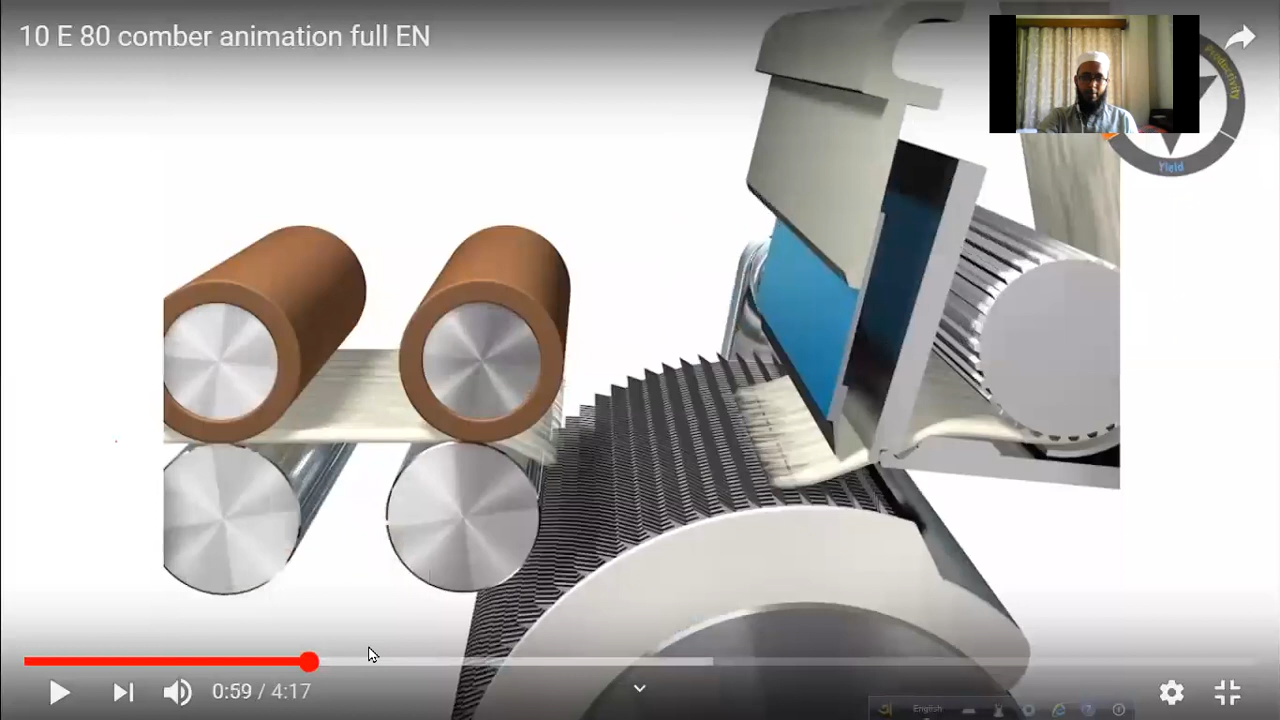 10 E 80 comber animation full EN
Productivity
Yield
0:59 / 4:17
English